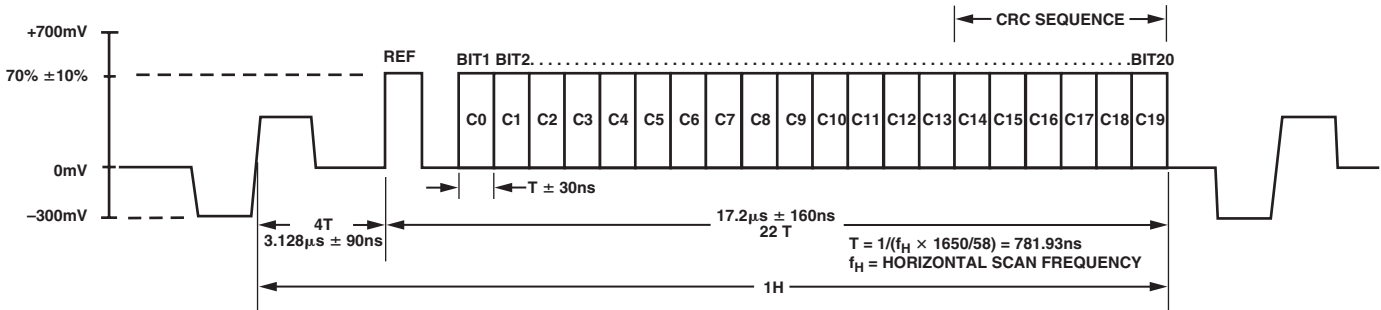 CRC SEQUENCE
+700mV
REF
BIT1 BIT2. . . . . . . . . . . . . . . . . . . . . . . . . . . . . . . . . . . . . . . . . . . . . . . . . . . . . . . . . .BIT20
70% ±10%
C0 C1 C2 C3 C4 C5 C6 C7 C8 C9 C10 C11 C12 C13 C14 C15 C16 C17 C18 C19
0mV
T ± 30ns
–300mV
4T
3.128μs ± 90ns
17.2μs ± 160ns
22 T
T = 1/(fH × 1650/58) = 781.93ns
fH = HORIZONTAL SCAN FREQUENCY
1H